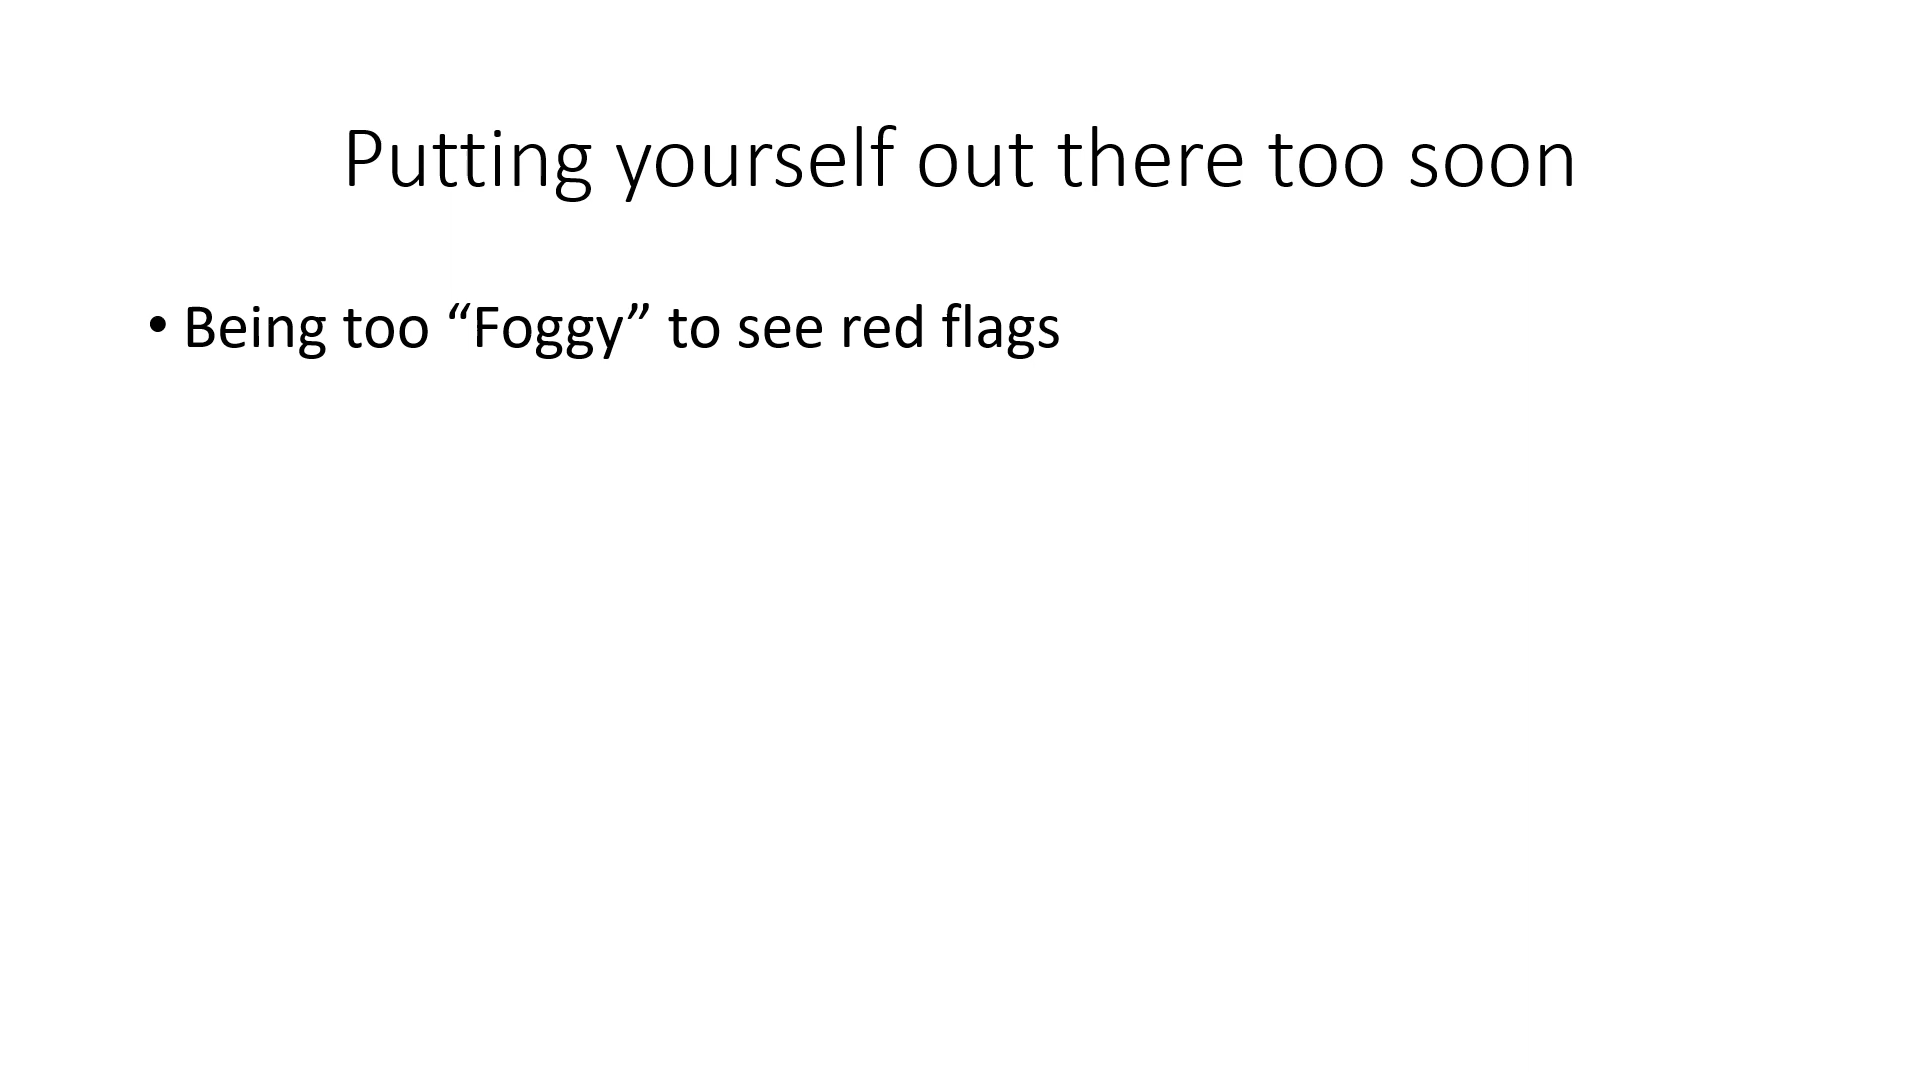 Putting yourself out there too soon
• Being too “Foggy” to see red flags